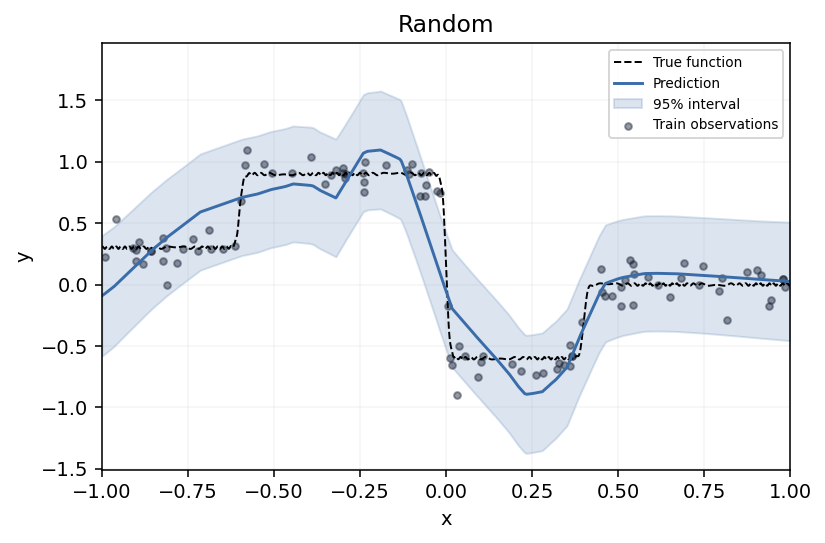 Random
True function
Prediction
95% interval
Train observations
y
1.5
1.0
0.5
0.0
−0.5
−1.0
−1.5
−1.00 −0.75 −0.50 −0.25 0.00 0.25 0.50 0.75 1.00
x